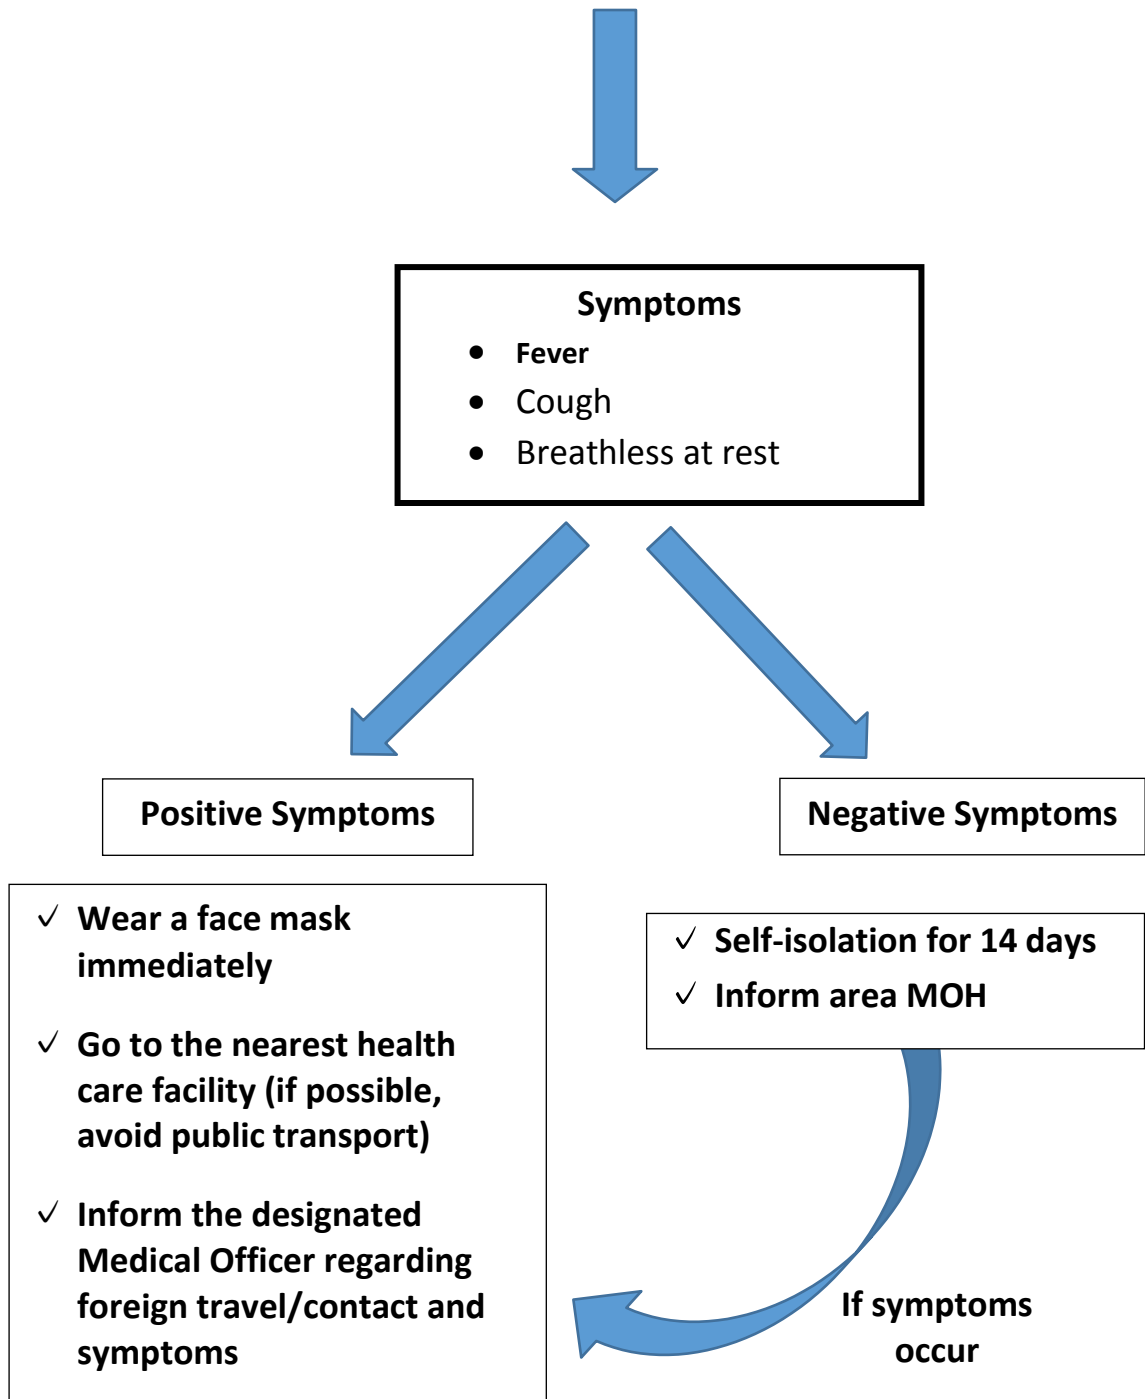 Symptoms
• Fever
• Cough
• Breathless at rest
Positive Symptoms
✓ Wear a face mask
immediately
✓ Go to the nearest health
care facility (if possible,
avoid public transport)
✓ Inform the designated
Medical Officer regarding
foreign travel/contact and
symptoms
Negative Symptoms
✓ Self-isolation for 14 days
✓ Inform area MOH
If symptoms
occur